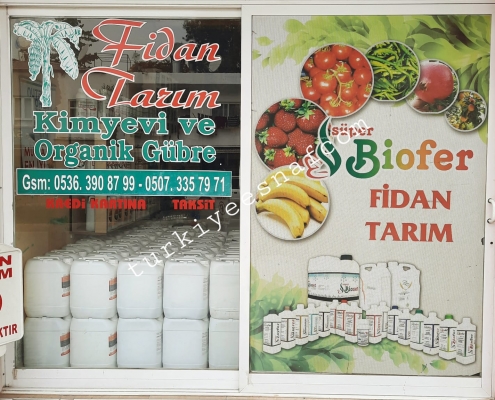 Fidan
Tarım
Kimyevi ve
Organik Gübre
Gsm: 0536. 390 87 99 - 0507. 335 79 71
KREDİ KARTINA TAKSİT
süper
Biofer
FİDAN
TARIM
turkiyeesnaf.com